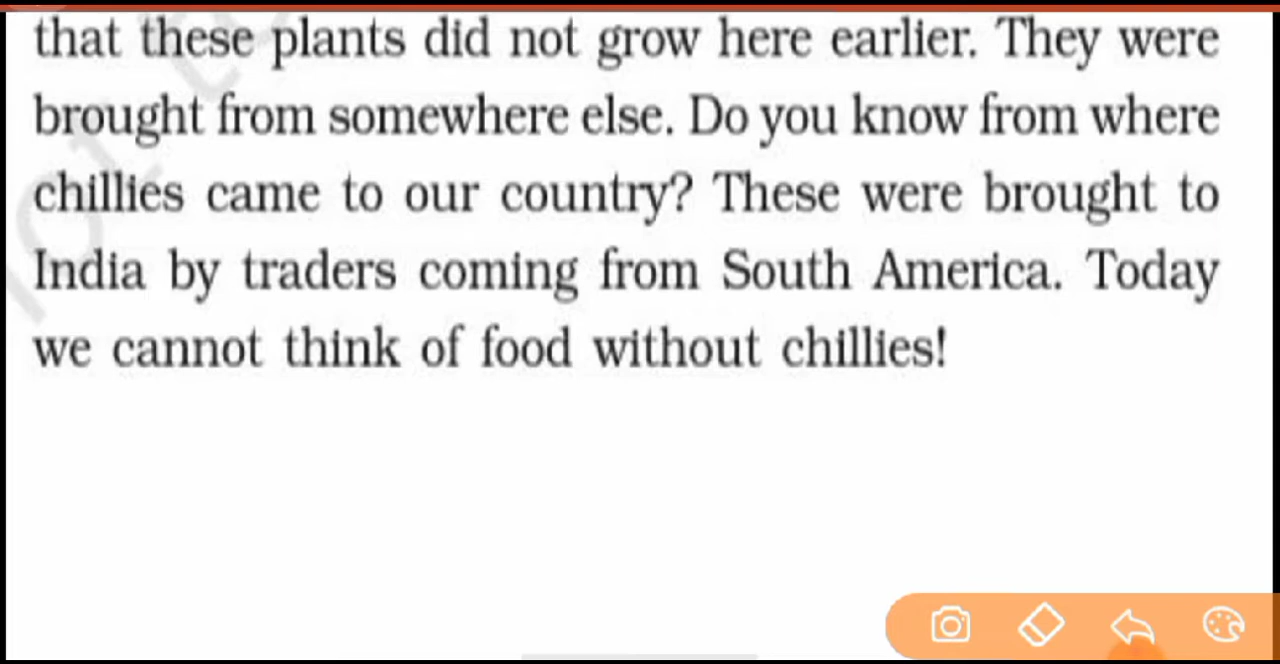 that these plants did not grow here earlier. They were
brought from somewhere else. Do you know from where
chillies came to our country? These were brought to
India by traders coming from South America. Today
we cannot think of food without chillies!